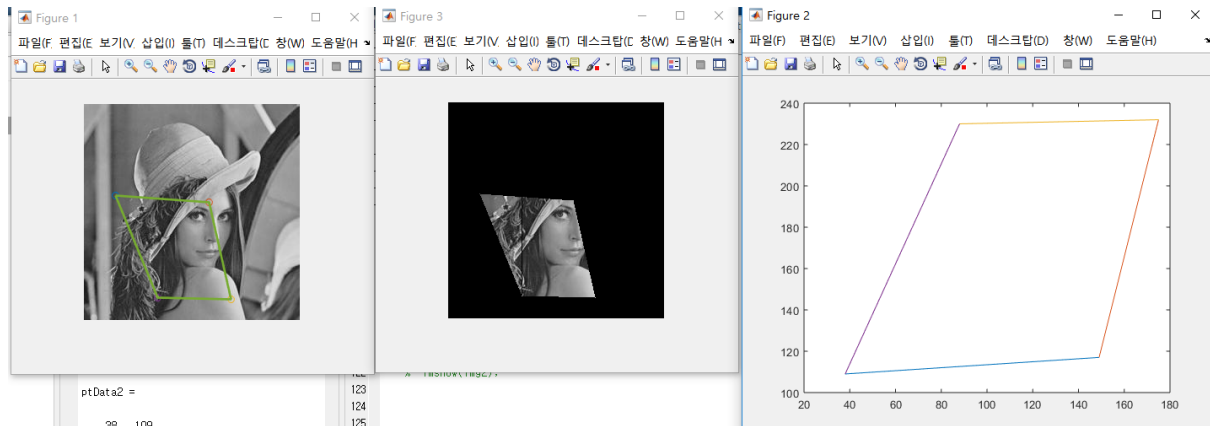 Figure 1
파일(F 편집(E 보기(V 삽입(I) 툴(T) 데스크탑(D 창(W) 도움말(H
Figure 3
파일(F 편집(E 보기(V 삽입(I) 툴(T) 데스크탑(D 창(W) 도움말(H
Figure 2
파일(F) 편집(E) 보기(V) 삽입(I) 툴(T) 데스크탑(D) 창(W) 도움말(H)
240
220
200
180
160
140
120
100
20 40 60 80 100 120 140 160 180
ptData2 =
38 109
% imshow(img2);
122
123
124
125